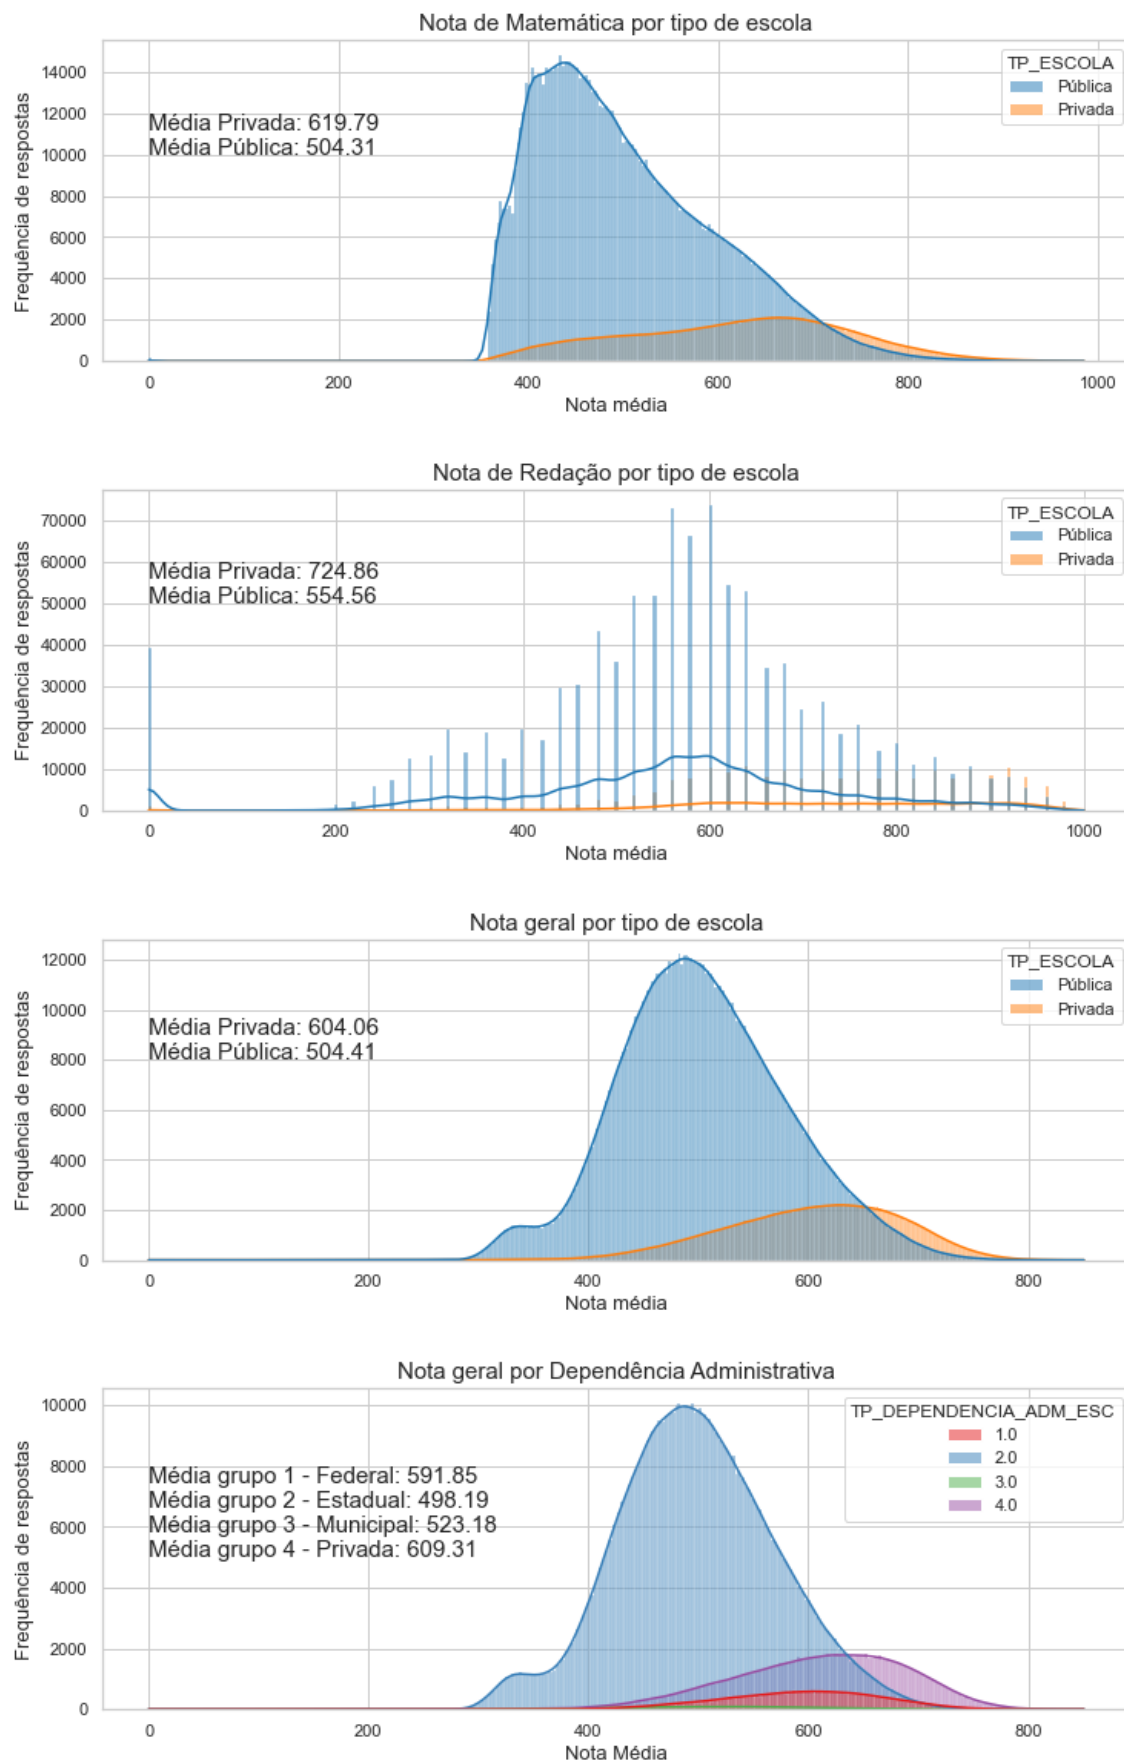 Nota de Matemática por tipo de escola
Frequência de respostas
14000
12000
10000
8000
6000
4000
2000
0
Média Privada: 619.79
Média Pública: 504.31
TP_ESCOLA
Pública
Privada
0 200 400 600 800 1000
Nota média
Nota de Redação por tipo de escola
Frequência de respostas
70000
60000
50000
40000
30000
20000
10000
0
Média Privada: 724.86
Média Pública: 554.56
TP_ESCOLA
Pública
Privada
0 200 400 600 800 1000
Nota média
Nota geral por tipo de escola
Frequência de respostas
12000
10000
8000
6000
4000
2000
0
Média Privada: 604.06
Média Pública: 504.41
TP_ESCOLA
Pública
Privada
0 200 400 600 800
Nota média
Nota geral por Dependência Administrativa
Frequência de respostas
10000
8000
6000
4000
2000
0
Média grupo 1 - Federal: 591.85
Média grupo 2 - Estadual: 498.19
Média grupo 3 - Municipal: 523.18
Média grupo 4 - Privada: 609.31
TP_DEPENDENCIA_ADM_ESC
1.0
2.0
3.0
4.0
0 200 400 600 800
Nota Média